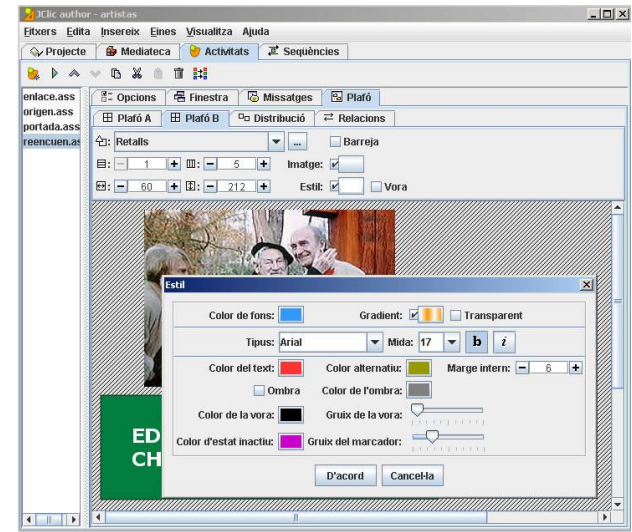 JClic author - artistas
Fitxers Edita Insereix Eines Visualitza Ajuda
Projecte Mediateca Activitats Seqüències
enlace.ass
origen.ass
portada.ass
reencuen.as
Opcions Finestra Missatges Plafó
Plafó A Plafó B Distribució Relacions
Retalls ... Barreja
1 5 Imatge:
60 212 Estil: Vora
Estil
Color de fons: Gradient: Transparent
Tipus: Arial Mida: 17 b i
Color del text: Color alternatiu: Marge intern: 6
Ombra Color de l'ombra:
Color de la vora: Gruix de la vora:
Color d'estat inactiu: Gruix del marcador:
D'acord Cancel·la
ED
CH